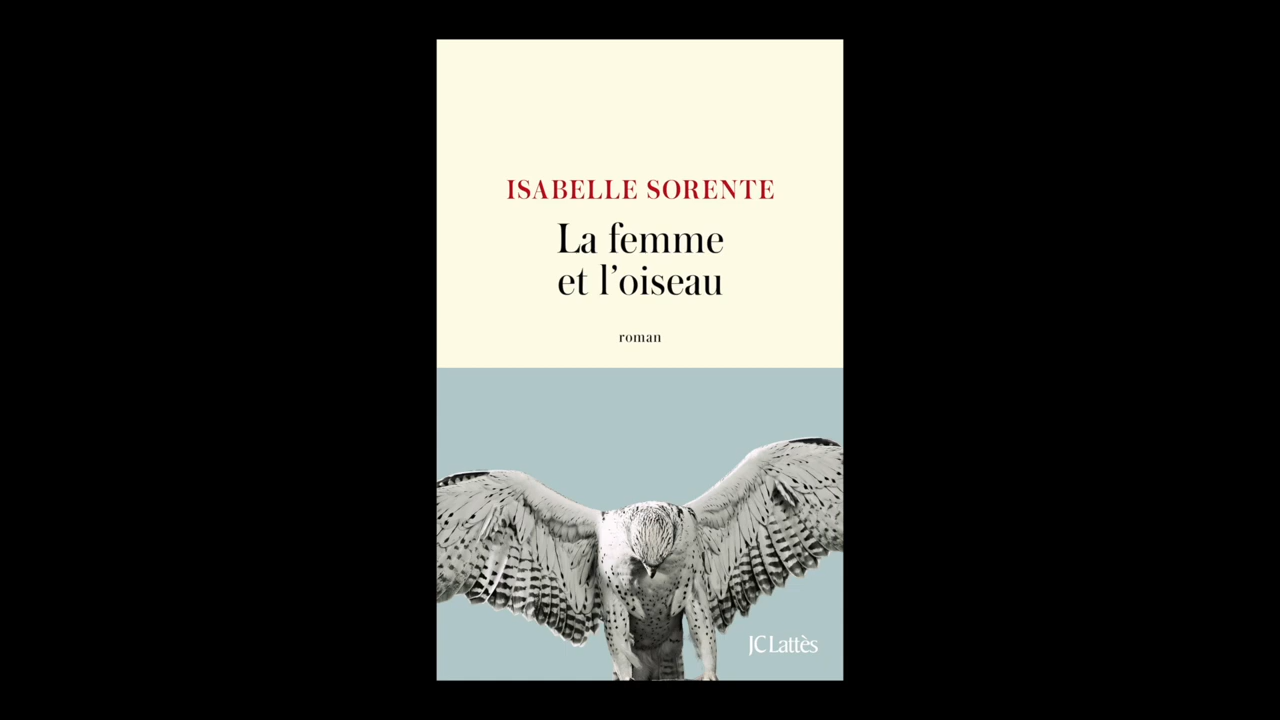 ISABELLE SORENTE
La femme
et l’oiseau
roman
JC Lattès